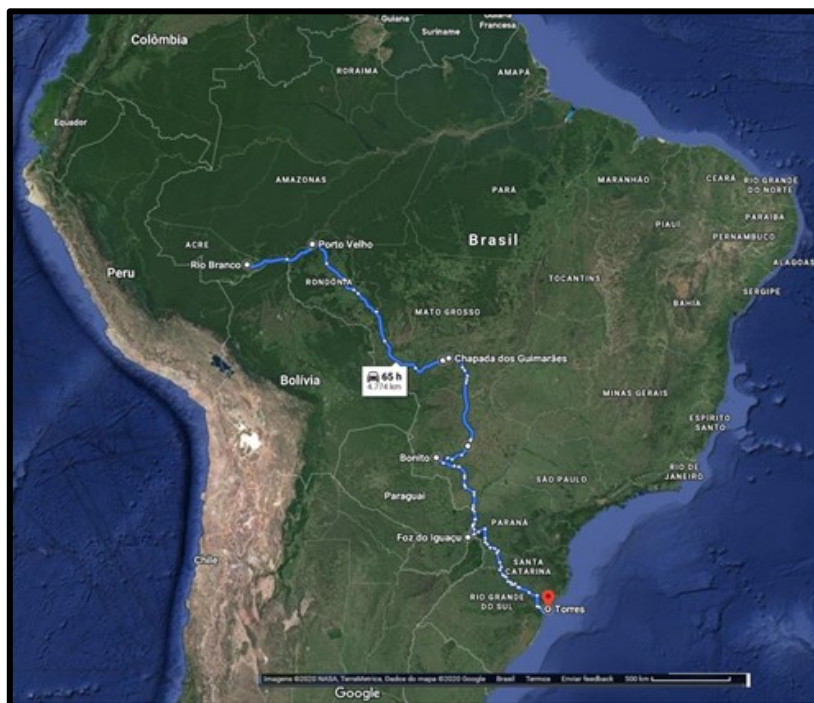 Guiana
Guiana
Francesa
Colômbia
Suriname
RORAIMA
AMAPÁ
Equador
AMAZONAS
PARÁ
MARANHÃO
CEARÁ
RIO GRANDE
DO NORTE
PARAÍBA
PIAUÍ
PERNAMBUCO
ACRE
Porto Velho
Brasil
ALAGOAS
Rio Branco
Peru
RONDÔNIA
TOCANTINS
SERGIPE
BAHIA
MATO GROSSO
Chapada dos Guimarães
65 h
4.774 km
Bolívia
MINAS GERAIS
ESPÍRITO
SANTO
Bonito
RIO DE
JANEIRO
SÃO PAULO
Paraguai
PARANÁ
Foz do Iguaçu
Chile
SANTA
CATARINA
RIO GRANDE
DO SUL
Torres
Imagens ©2020 NASA, TerraMetrics, Dados do mapa ©2020 Google Brasil Termos Enviar feedback 500 km
Google